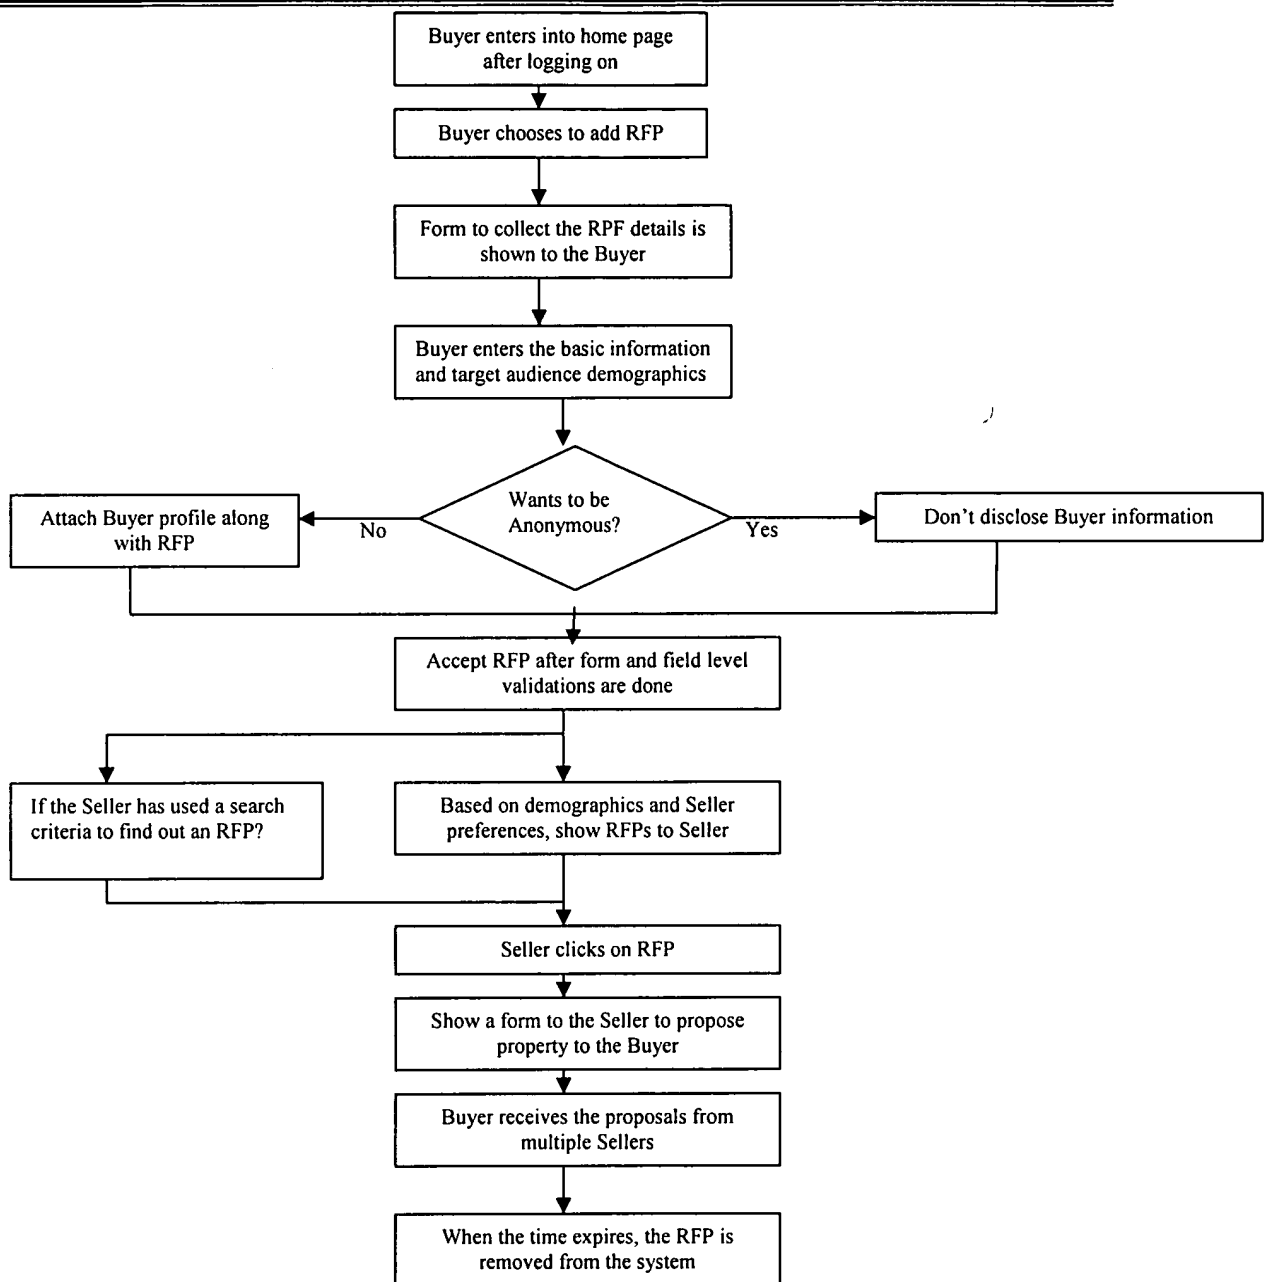 Buyer enters into home page
after logging on
Buyer chooses to add RFP
Form to collect the RPF details is
shown to the Buyer
Buyer enters the basic information
and target audience demographics
Wants to be
Anonymous?
No
Yes
Attach Buyer profile along
with RFP
Don't disclose Buyer information
Accept RFP after form and field level
validations are done
If the Seller has used a search
criteria to find out an RFP?
Based on demographics and Seller
preferences, show RFPs to Seller
Seller clicks on RFP
Show a form to the Seller to propose
property to the Buyer
Buyer receives the proposals from
multiple Sellers
When the time expires, the RFP is
removed from the system